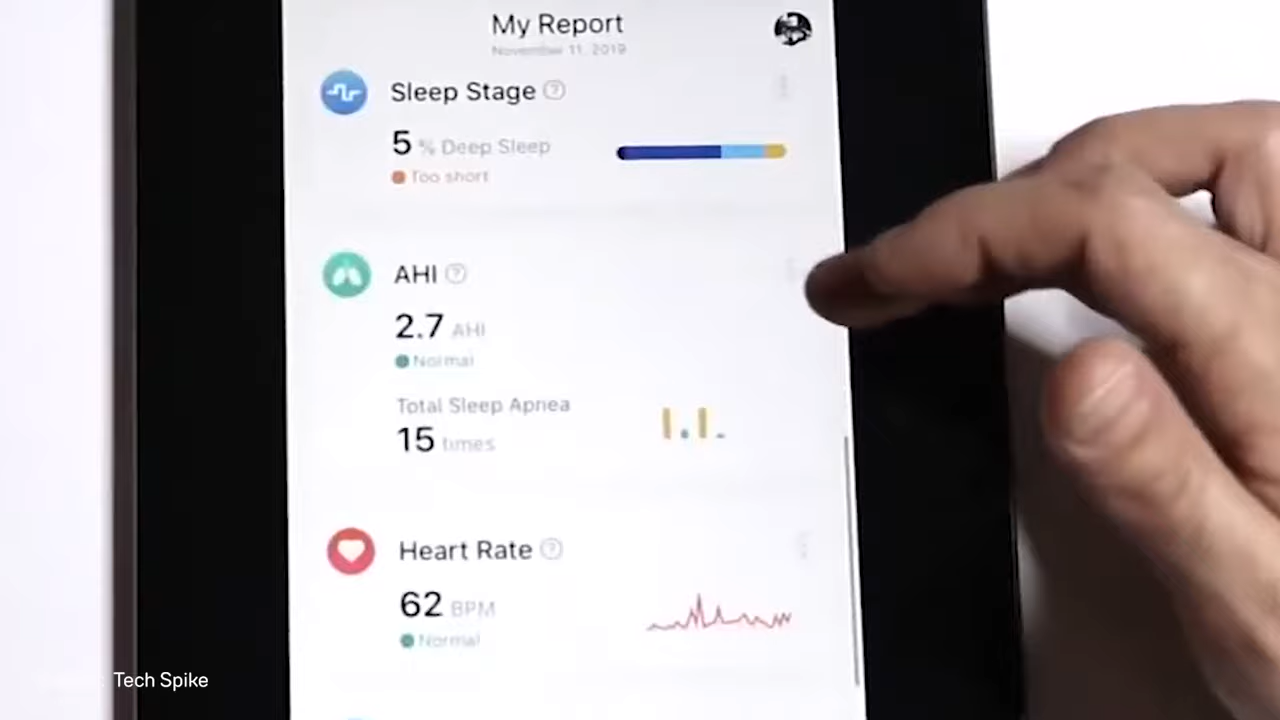 My Report
November 11, 2019
Sleep Stage ?
5 % Deep Sleep
Too short
AHI ?
2.7 AHI
Normal
Total Sleep Apnea
15 times
Heart Rate ?
62 BPM
Normal
Tech Spike